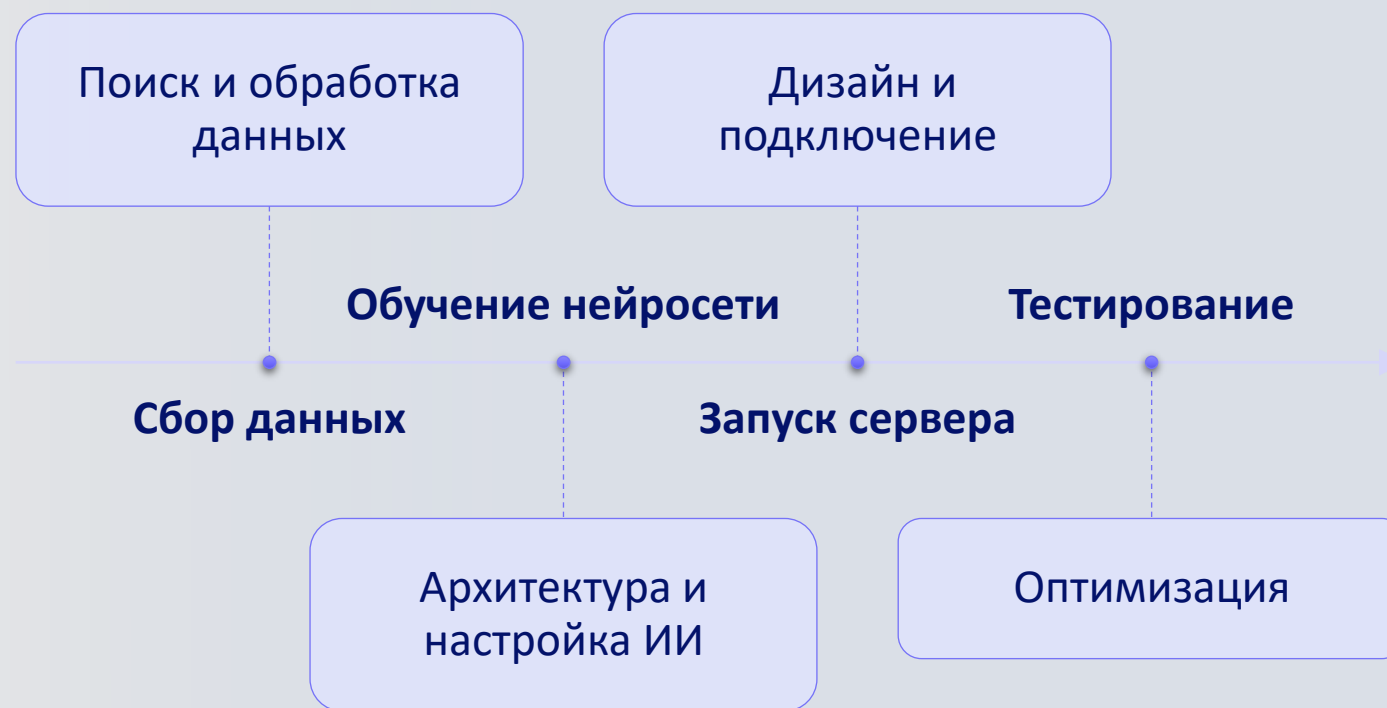 Поиск и обработка
данных
Дизайн и
подключение
Обучение нейросети
Тестирование
Сбор данных
Запуск сервера
Архитектура и
настройка ИИ
Оптимизация